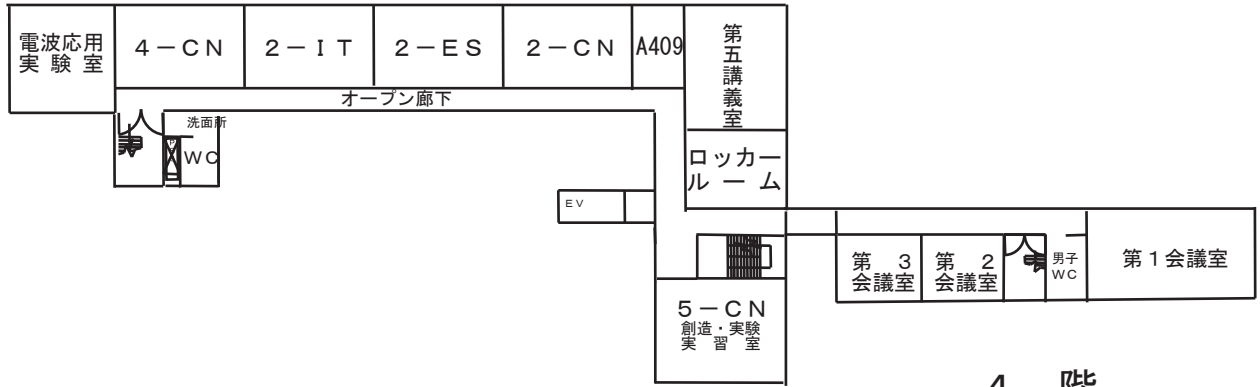 電波応用
実験室
4-CN
2-IT
2-ES
2-CN
A409
第五講義室
オープン廊下
洗面所
WC
ロッカー
ルーム
EV
第3
会議室
第2
会議室
男子
WC
第1会議室
5-CN
創造・実験
実習室
4 階